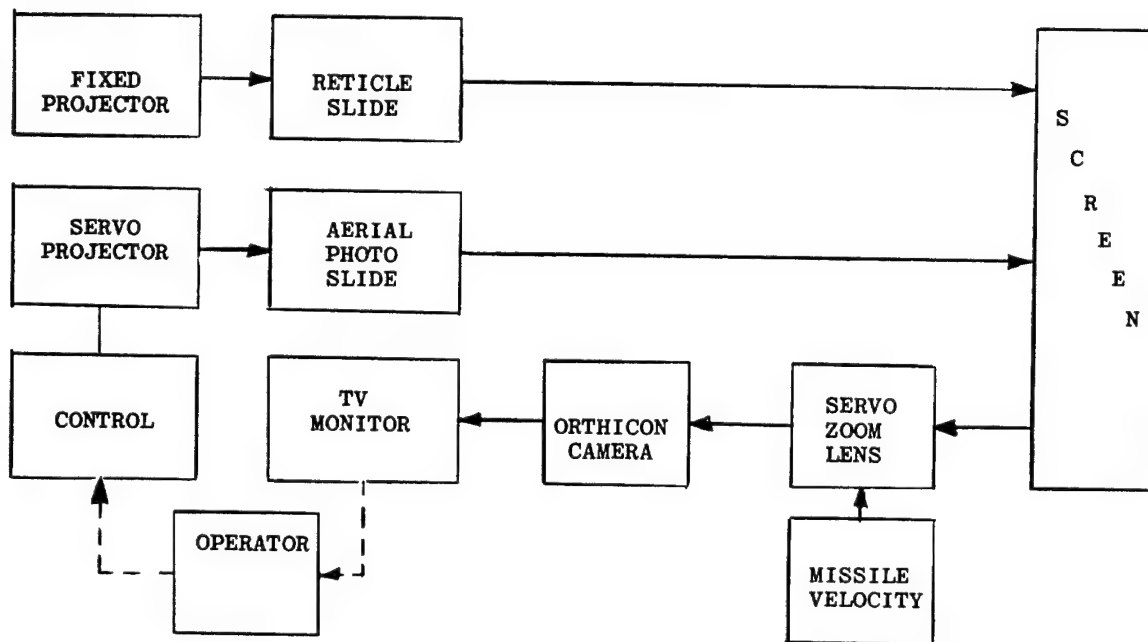 FIXED
PROJECTOR
RETICLE
SLIDE
SCREEN
SERVO
PROJECTOR
AERIAL
PHOTO
SLIDE
CONTROL
TV
MONITOR
ORTHICON
CAMERA
SERVO
ZOOM
LENS
OPERATOR
MISSILE
VELOCITY